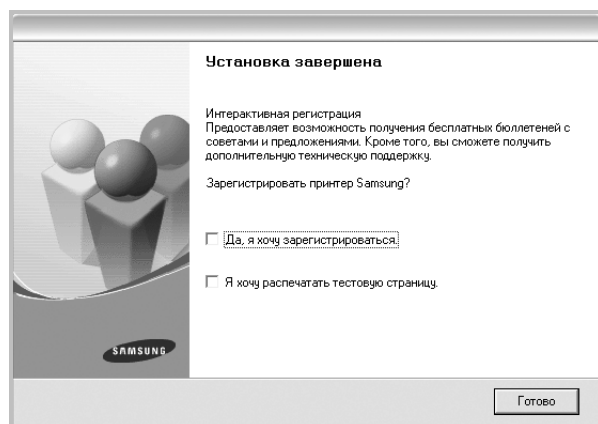 Установка завершена
Интерактивная регистрация
Предоставляет возможность получения бесплатных бюллетеней с
советами и предложениями. Кроме того, вы сможете получить
дополнительную техническую поддержку.
Зарегистрировать принтер Samsung?
Да, я хочу зарегистрироваться.
Я хочу распечатать тестовую страницу.
SAMSUNG
Готово